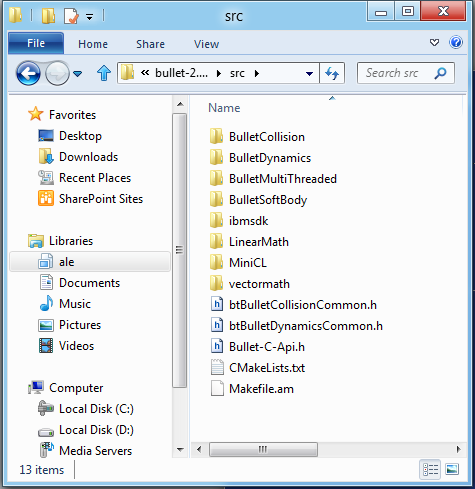 src
File Home Share View
« bullet-2.... src Search src
Name
Favorites
Desktop
Downloads
Recent Places
SharePoint Sites
Libraries
ale
Documents
Music
Pictures
Videos
Computer
Local Disk (C:)
Local Disk (D:)
Media Servers
BulletCollision
BulletDynamics
BulletMultiThreaded
BulletSoftBody
ibmsdk
LinearMath
MiniCL
vectormath
btBulletCollisionCommon.h
btBulletDynamicsCommon.h
Bullet-C-Api.h
CMakeLists.txt
Makefile.am
13 items